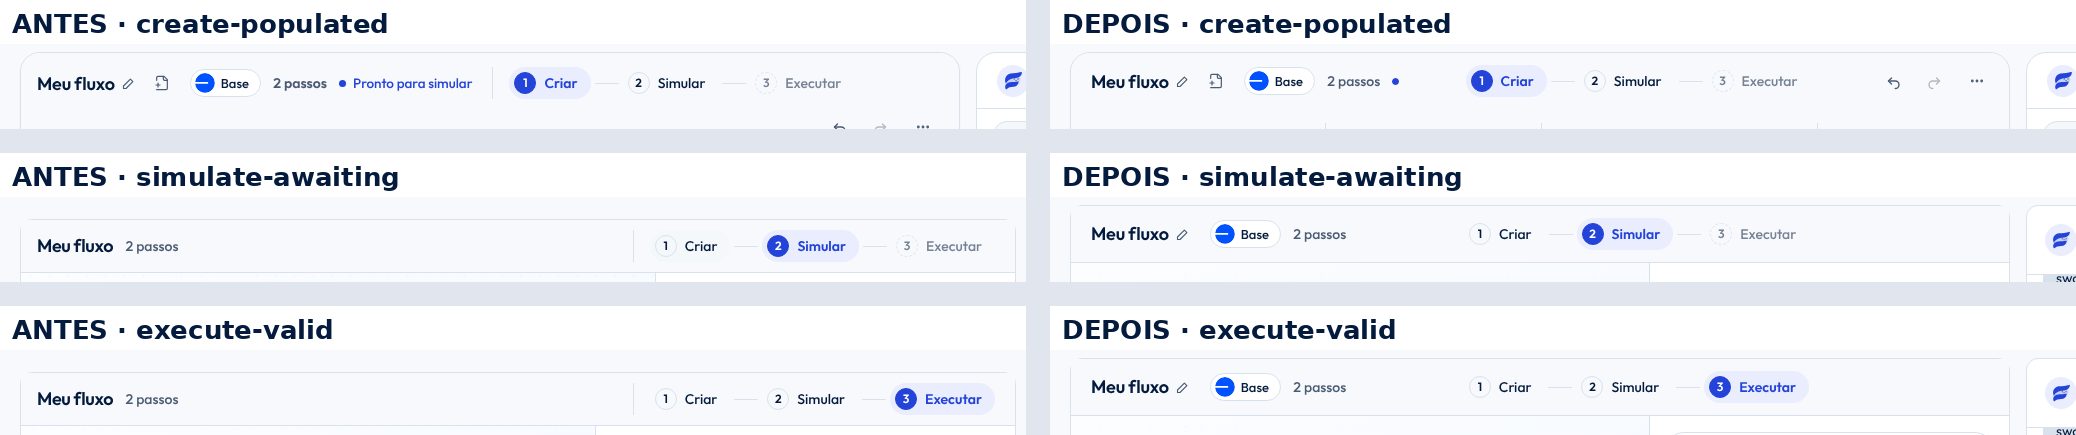 ANTES · create-populated
Meu fluxo Base 2 passos Pronto para simular 1 Criar 2 Simular 3 Executar
DEPOIS · create-populated
Meu fluxo Base 2 passos 1 Criar 2 Simular 3 Executar
ANTES · simulate-awaiting
Meu fluxo 2 passos 1 Criar 2 Simular 3 Executar
DEPOIS · simulate-awaiting
Meu fluxo Base 2 passos 1 Criar 2 Simular 3 Executar
ANTES · execute-valid
Meu fluxo 2 passos 1 Criar 2 Simular 3 Executar
DEPOIS · execute-valid
Meu fluxo Base 2 passos 1 Criar 2 Simular 3 Executar